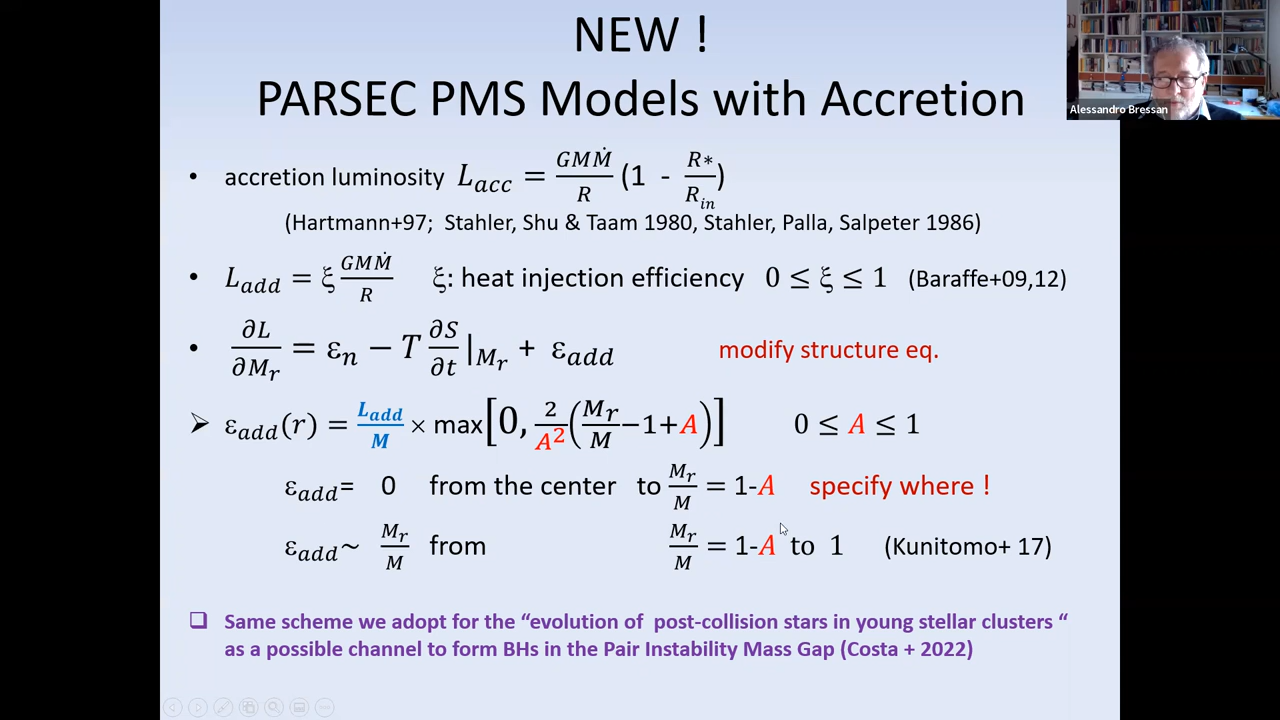 NEW !
PARSEC PMS Models with Accretion
Alessandro Bressan
• accretion luminosity L_acc = GMṀ/R (1 - R*/R_in)
(Hartmann+97; Stahler, Shu & Taam 1980, Stahler, Palla, Salpeter 1986)
• L_add = ξ GMṀ/R ξ: heat injection efficiency 0 ≤ ξ ≤ 1 (Baraffe+09,12)
• ∂L/∂M_r = ε_n − T ∂S/∂t |_M_r + ε_add modify structure eq.
➢ ε_add(r) = L_add/M × max[0, 2/A² (M_r/M −1+A)] 0 ≤ A ≤ 1
ε_add= 0 from the center to M_r/M = 1-A specify where !
ε_add~ M_r/M from M_r/M = 1-A to 1 (Kunitomo+ 17)
❑ Same scheme we adopt for the “evolution of post-collision stars in young stellar clusters “
as a possible channel to form BHs in the Pair Instability Mass Gap (Costa + 2022)